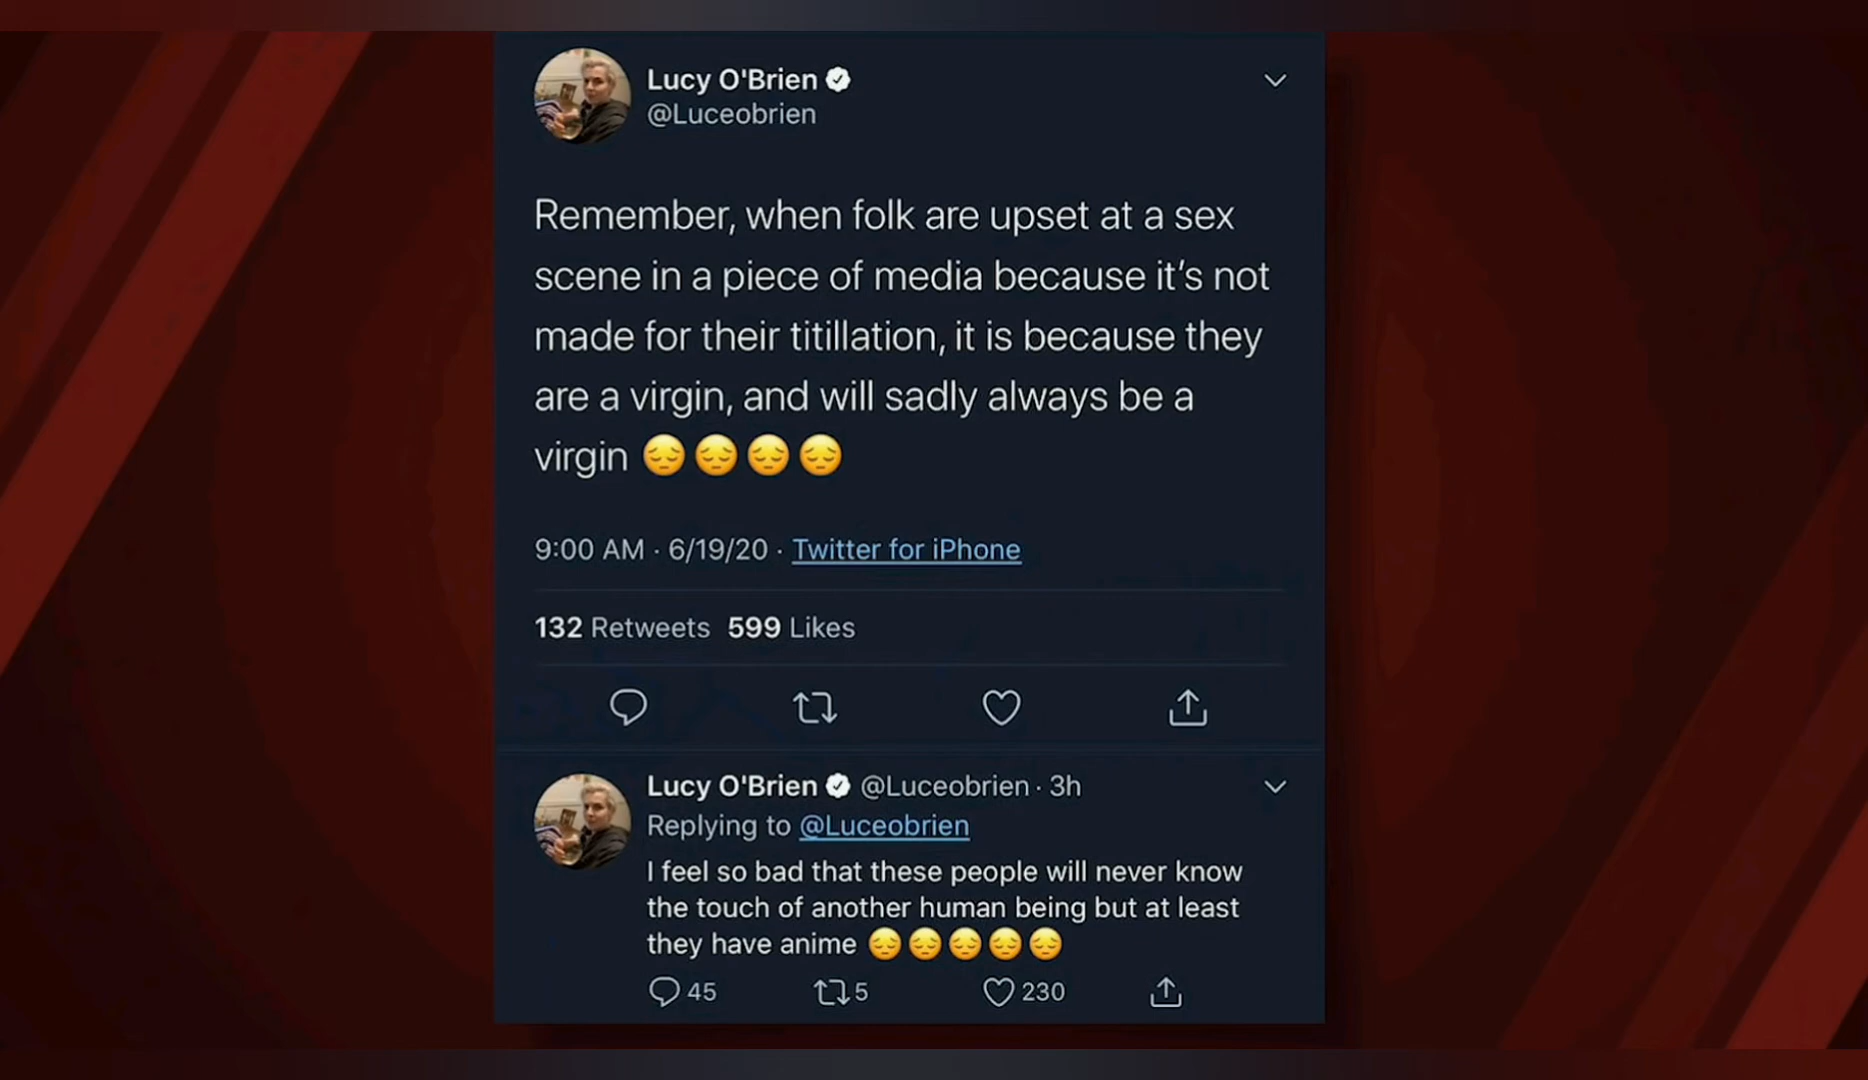 Lucy O'Brien
@Luceobrien
Remember, when folk are upset at a sex
scene in a piece of media because it's not
made for their titillation, it is because they
are a virgin, and will sadly always be a
virgin 😔😔😔😔
9:00 AM · 6/19/20 · Twitter for iPhone
132 Retweets 599 Likes
Lucy O'Brien @Luceobrien · 3h
Replying to @Luceobrien
I feel so bad that these people will never know
the touch of another human being but at least
they have anime 😔😔😔😔😔
45 5 230